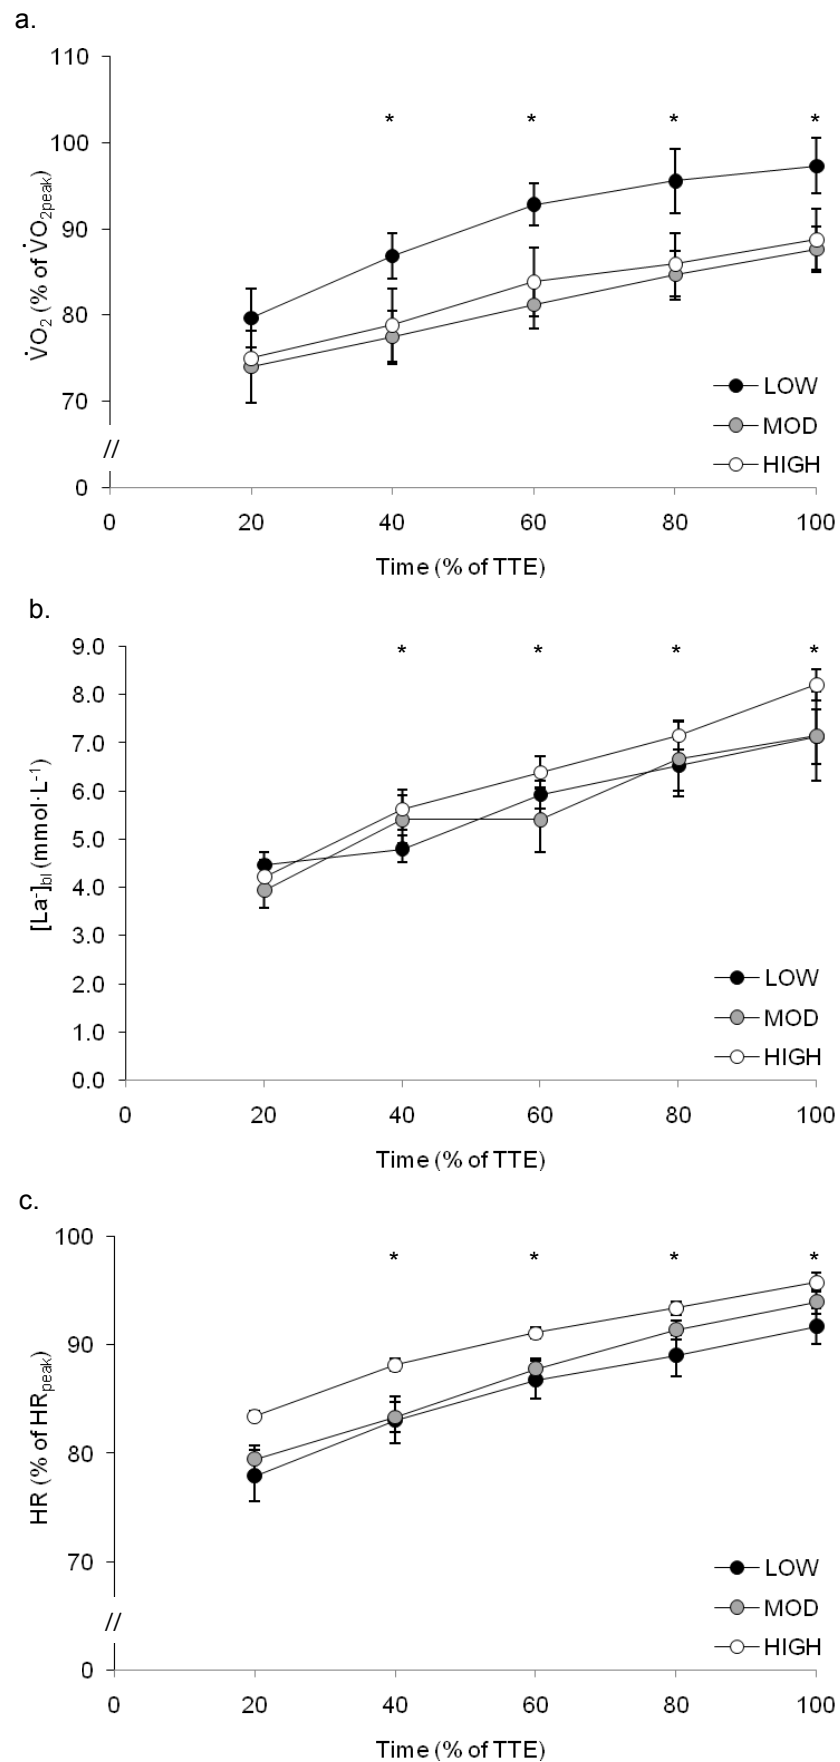 a.
110
* * * *
100
90
80
70
//
0
V̇O₂ (% of V̇O₂peak)
LOW
MOD
HIGH
0 20 40 60 80 100
Time (% of TTE)
b.
9.0
* * * *
8.0
7.0
6.0
5.0
4.0
3.0
2.0
1.0
0.0
[La⁻]bl (mmol·L⁻¹)
LOW
MOD
HIGH
0 20 40 60 80 100
Time (% of TTE)
c.
100
* * * *
90
80
70
//
0
HR (% of HRpeak)
LOW
MOD
HIGH
0 20 40 60 80 100
Time (% of TTE)